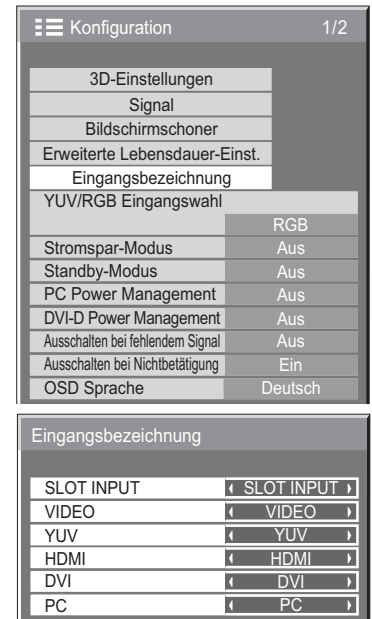 Konfiguration 1/2
3D-Einstellungen
Signal
Bildschirmschoner
Erweiterte Lebensdauer-Einst.
Eingangsbezeichnung
YUV/RGB Eingangswahl
RGB
Stromspar-Modus Aus
Standby-Modus Aus
PC Power Management Aus
DVI-D Power Management Aus
Ausschalten bei fehlendem Signal Aus
Ausschalten bei Nichtbetätigung Ein
OSD Sprache Deutsch
Eingangsbezeichnung
SLOT INPUT SLOT INPUT
VIDEO VIDEO
YUV YUV
HDMI HDMI
DVI DVI
PC PC